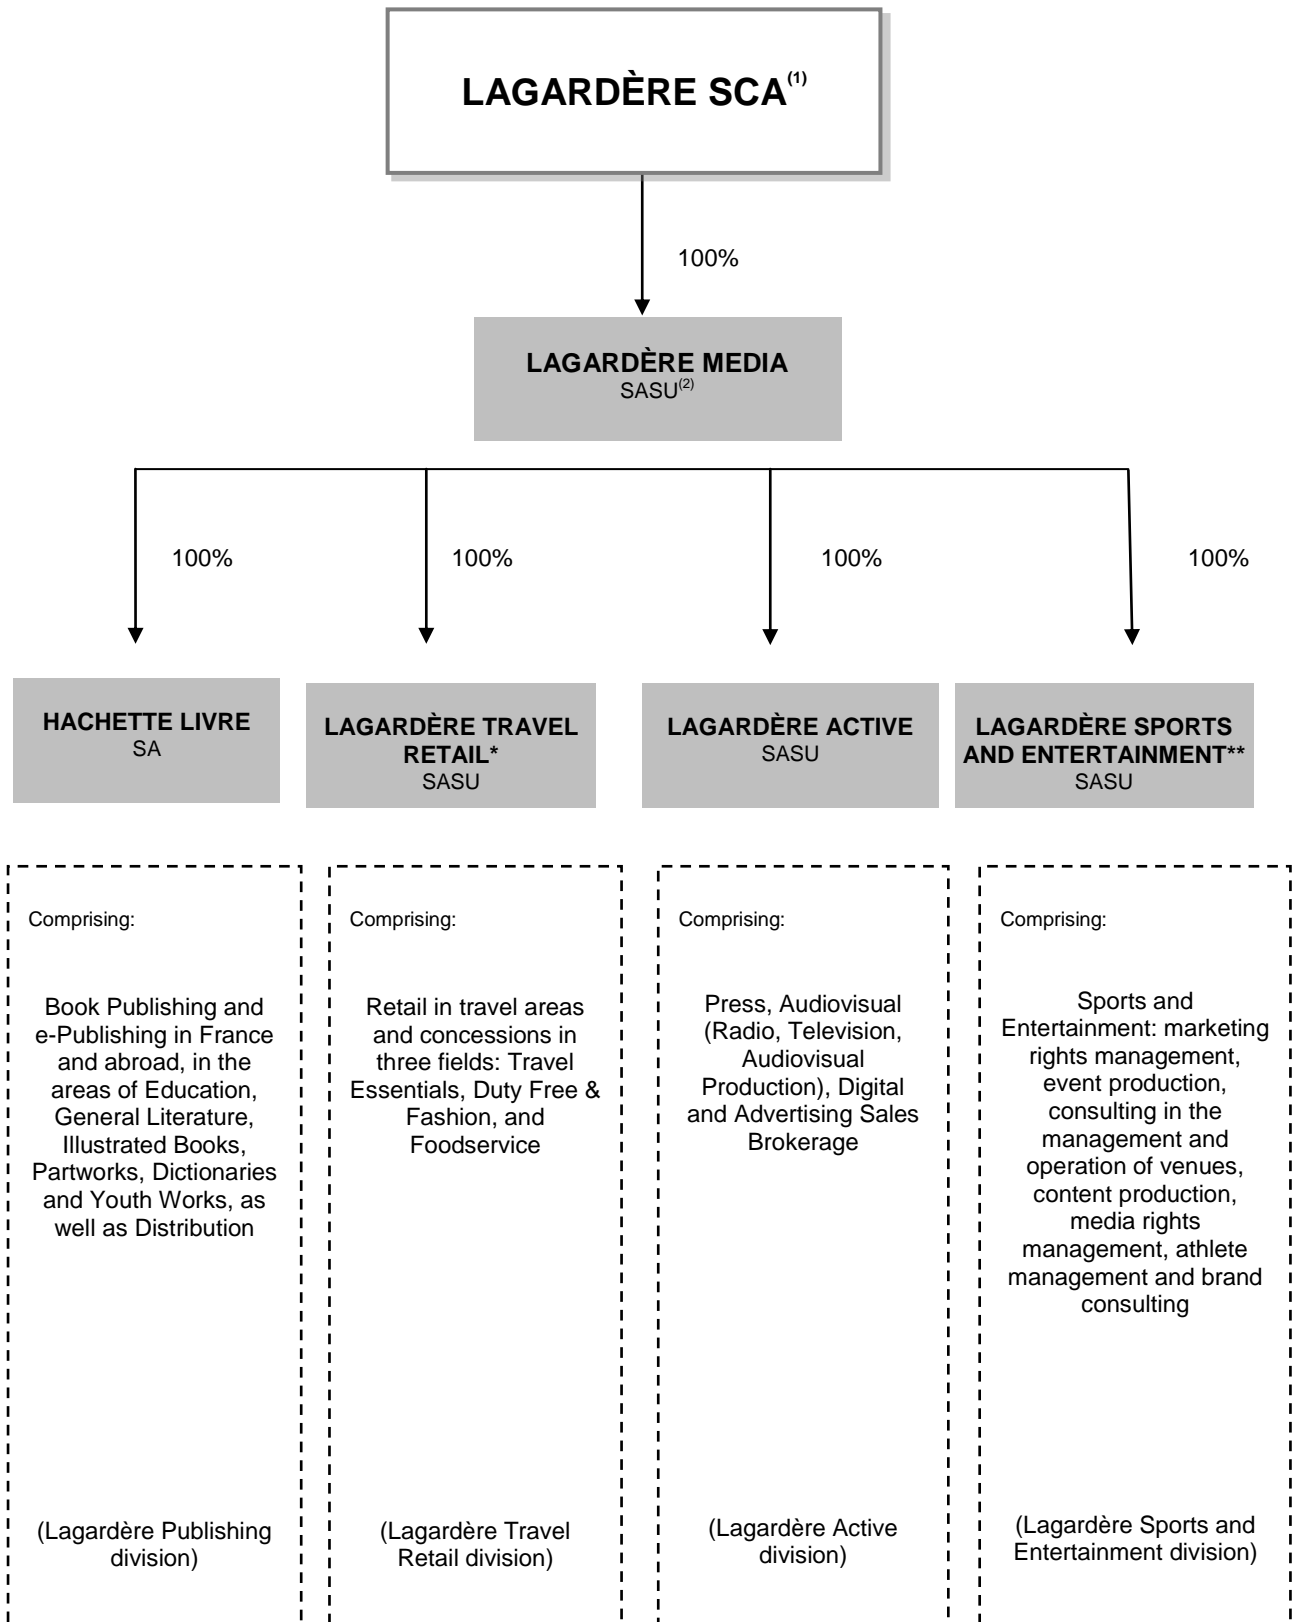 LAGARDÈRE SCA(1)
100%
LAGARDÈRE MEDIA
SASU(2)
100%
100%
100%
100%
HACHETTE LIVRE
SA
LAGARDÈRE TRAVEL
RETAIL*
SASU
LAGARDÈRE ACTIVE
SASU
LAGARDÈRE SPORTS
AND ENTERTAINMENT**
SASU
Comprising:
Book Publishing and
e-Publishing in France
and abroad, in the
areas of Education,
General Literature,
Illustrated Books,
Partworks, Dictionaries
and Youth Works, as
well as Distribution
(Lagardère Publishing
division)
Comprising:
Retail in travel areas
and concessions in
three fields: Travel
Essentials, Duty Free &
Fashion, and
Foodservice
(Lagardère Travel
Retail division)
Comprising:
Press, Audiovisual
(Radio, Television,
Audiovisual
Production), Digital
and Advertising Sales
Brokerage
(Lagardère Active
division)
Comprising:
Sports and
Entertainment: marketing
rights management,
event production,
consulting in the
management and
operation of venues,
content production,
media rights
management, athlete
management and brand
consulting
(Lagardère Sports and
Entertainment division)